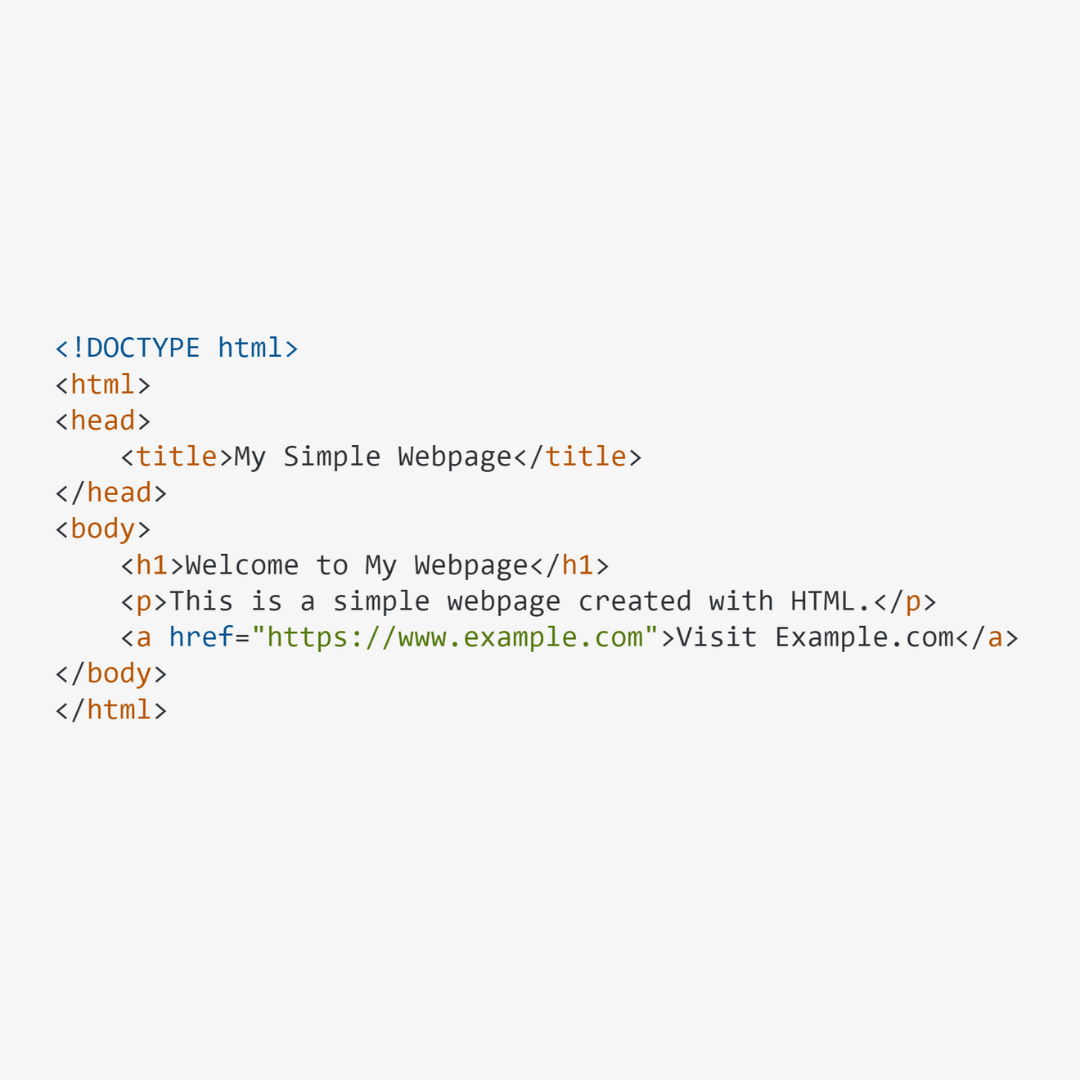 <!DOCTYPE html>
<html>
<head>
    <title>My Simple Webpage</title>
</head>
<body>
    <h1>Welcome to My Webpage</h1>
    <p>This is a simple webpage created with HTML.</p>
    <a href="https://www.example.com">Visit Example.com</a>
</body>
</html>